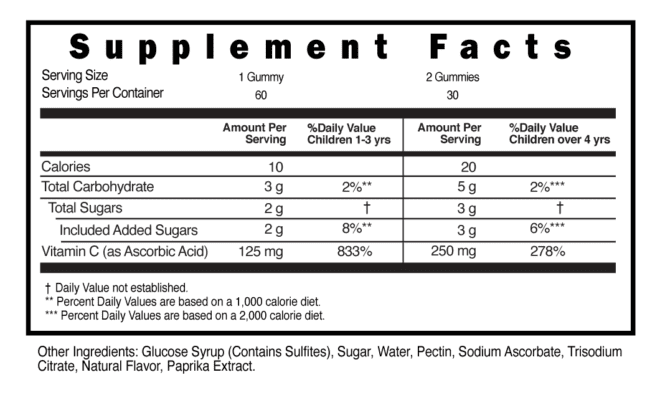 Supplement Facts
Serving Size 1 Gummy 2 Gummies
Servings Per Container 60 30
Amount Per Serving %Daily Value Children 1-3 yrs Amount Per Serving %Daily Value Children over 4 yrs
Calories 10 20
Total Carbohydrate 3 g 2%** 5 g 2%***
Total Sugars 2 g † 3 g †
Included Added Sugars 2 g 8%** 3 g 6%***
Vitamin C (as Ascorbic Acid) 125 mg 833% 250 mg 278%
† Daily Value not established.
** Percent Daily Values are based on a 1,000 calorie diet.
*** Percent Daily Values are based on a 2,000 calorie diet.
Other Ingredients: Glucose Syrup (Contains Sulfites), Sugar, Water, Pectin, Sodium Ascorbate, Trisodium
Citrate, Natural Flavor, Paprika Extract.